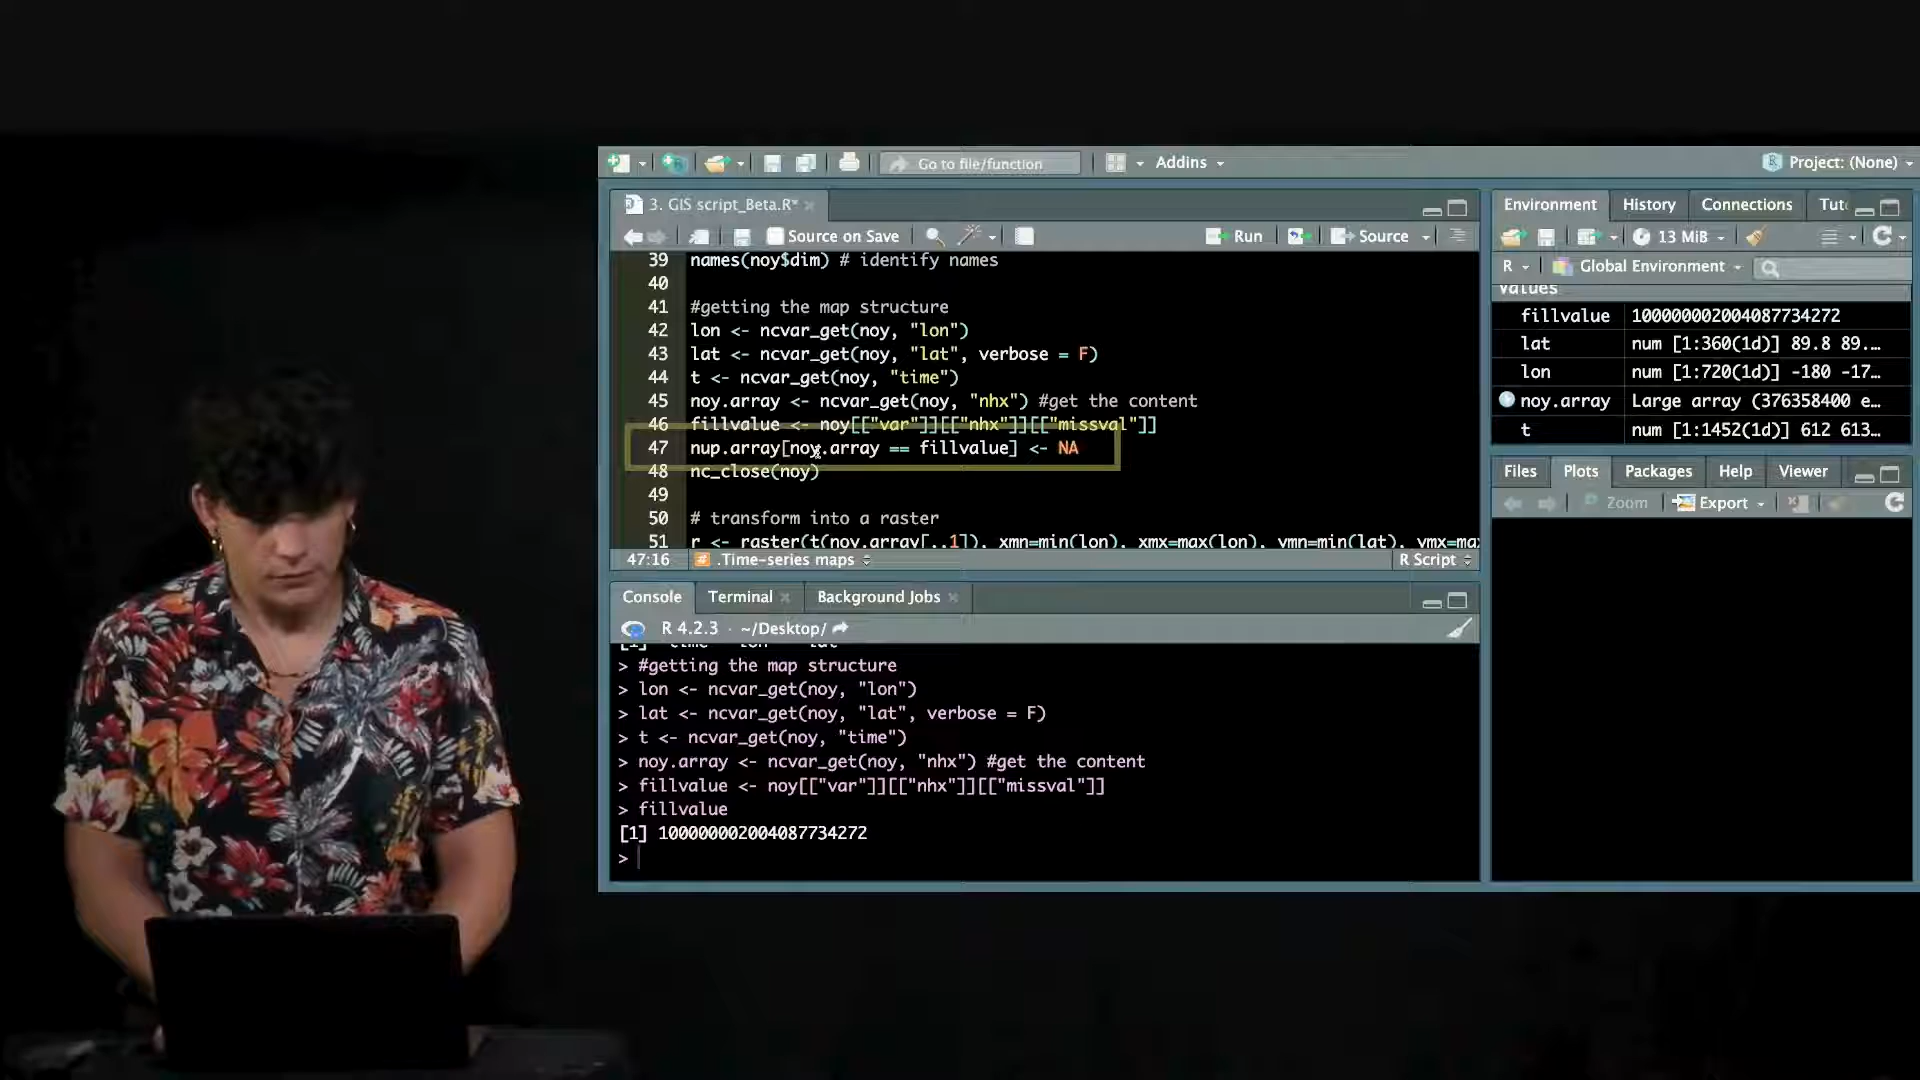 Go to file/function
Addins
Project: (None)
3. GIS script_Beta.R*
Source on Save
Run
Source
39 names(noy$dim) # identify names
40
41 #getting the map structure
42 lon <- ncvar_get(noy, "lon")
43 lat <- ncvar_get(noy, "lat", verbose = F)
44 t <- ncvar_get(noy, "time")
45 noy.array <- ncvar_get(noy, "nhx") #get the content
46 fillvalue <- noy[["var"]][["nhx"]][["missval"]]
47 nup.array[noy.array == fillvalue] <- NA
48 nc_close(noy)
49
50 # transform into a raster
51 r <- raster(t(noy.array[,,1]), xmn=min(lon), xmx=max(lon), ymn=min(lat), ymx=ma
47:16
.Time-series maps
R Script
Console Terminal Background Jobs
R 4.2.3 · ~/Desktop/
> #getting the map structure
> lon <- ncvar_get(noy, "lon")
> lat <- ncvar_get(noy, "lat", verbose = F)
> t <- ncvar_get(noy, "time")
> noy.array <- ncvar_get(noy, "nhx") #get the content
> fillvalue <- noy[["var"]][["nhx"]][["missval"]]
> fillvalue
[1] 100000002004087734272
>
Environment History Connections Tut
13 MiB
R Global Environment
Values
fillvalue 100000002004087734272
lat num [1:360(1d)] 89.8 89.…
lon num [1:720(1d)] -180 -17…
noy.array Large array (376358400 e…
t num [1:1452(1d)] 612 613…
Files Plots Packages Help Viewer
Zoom Export